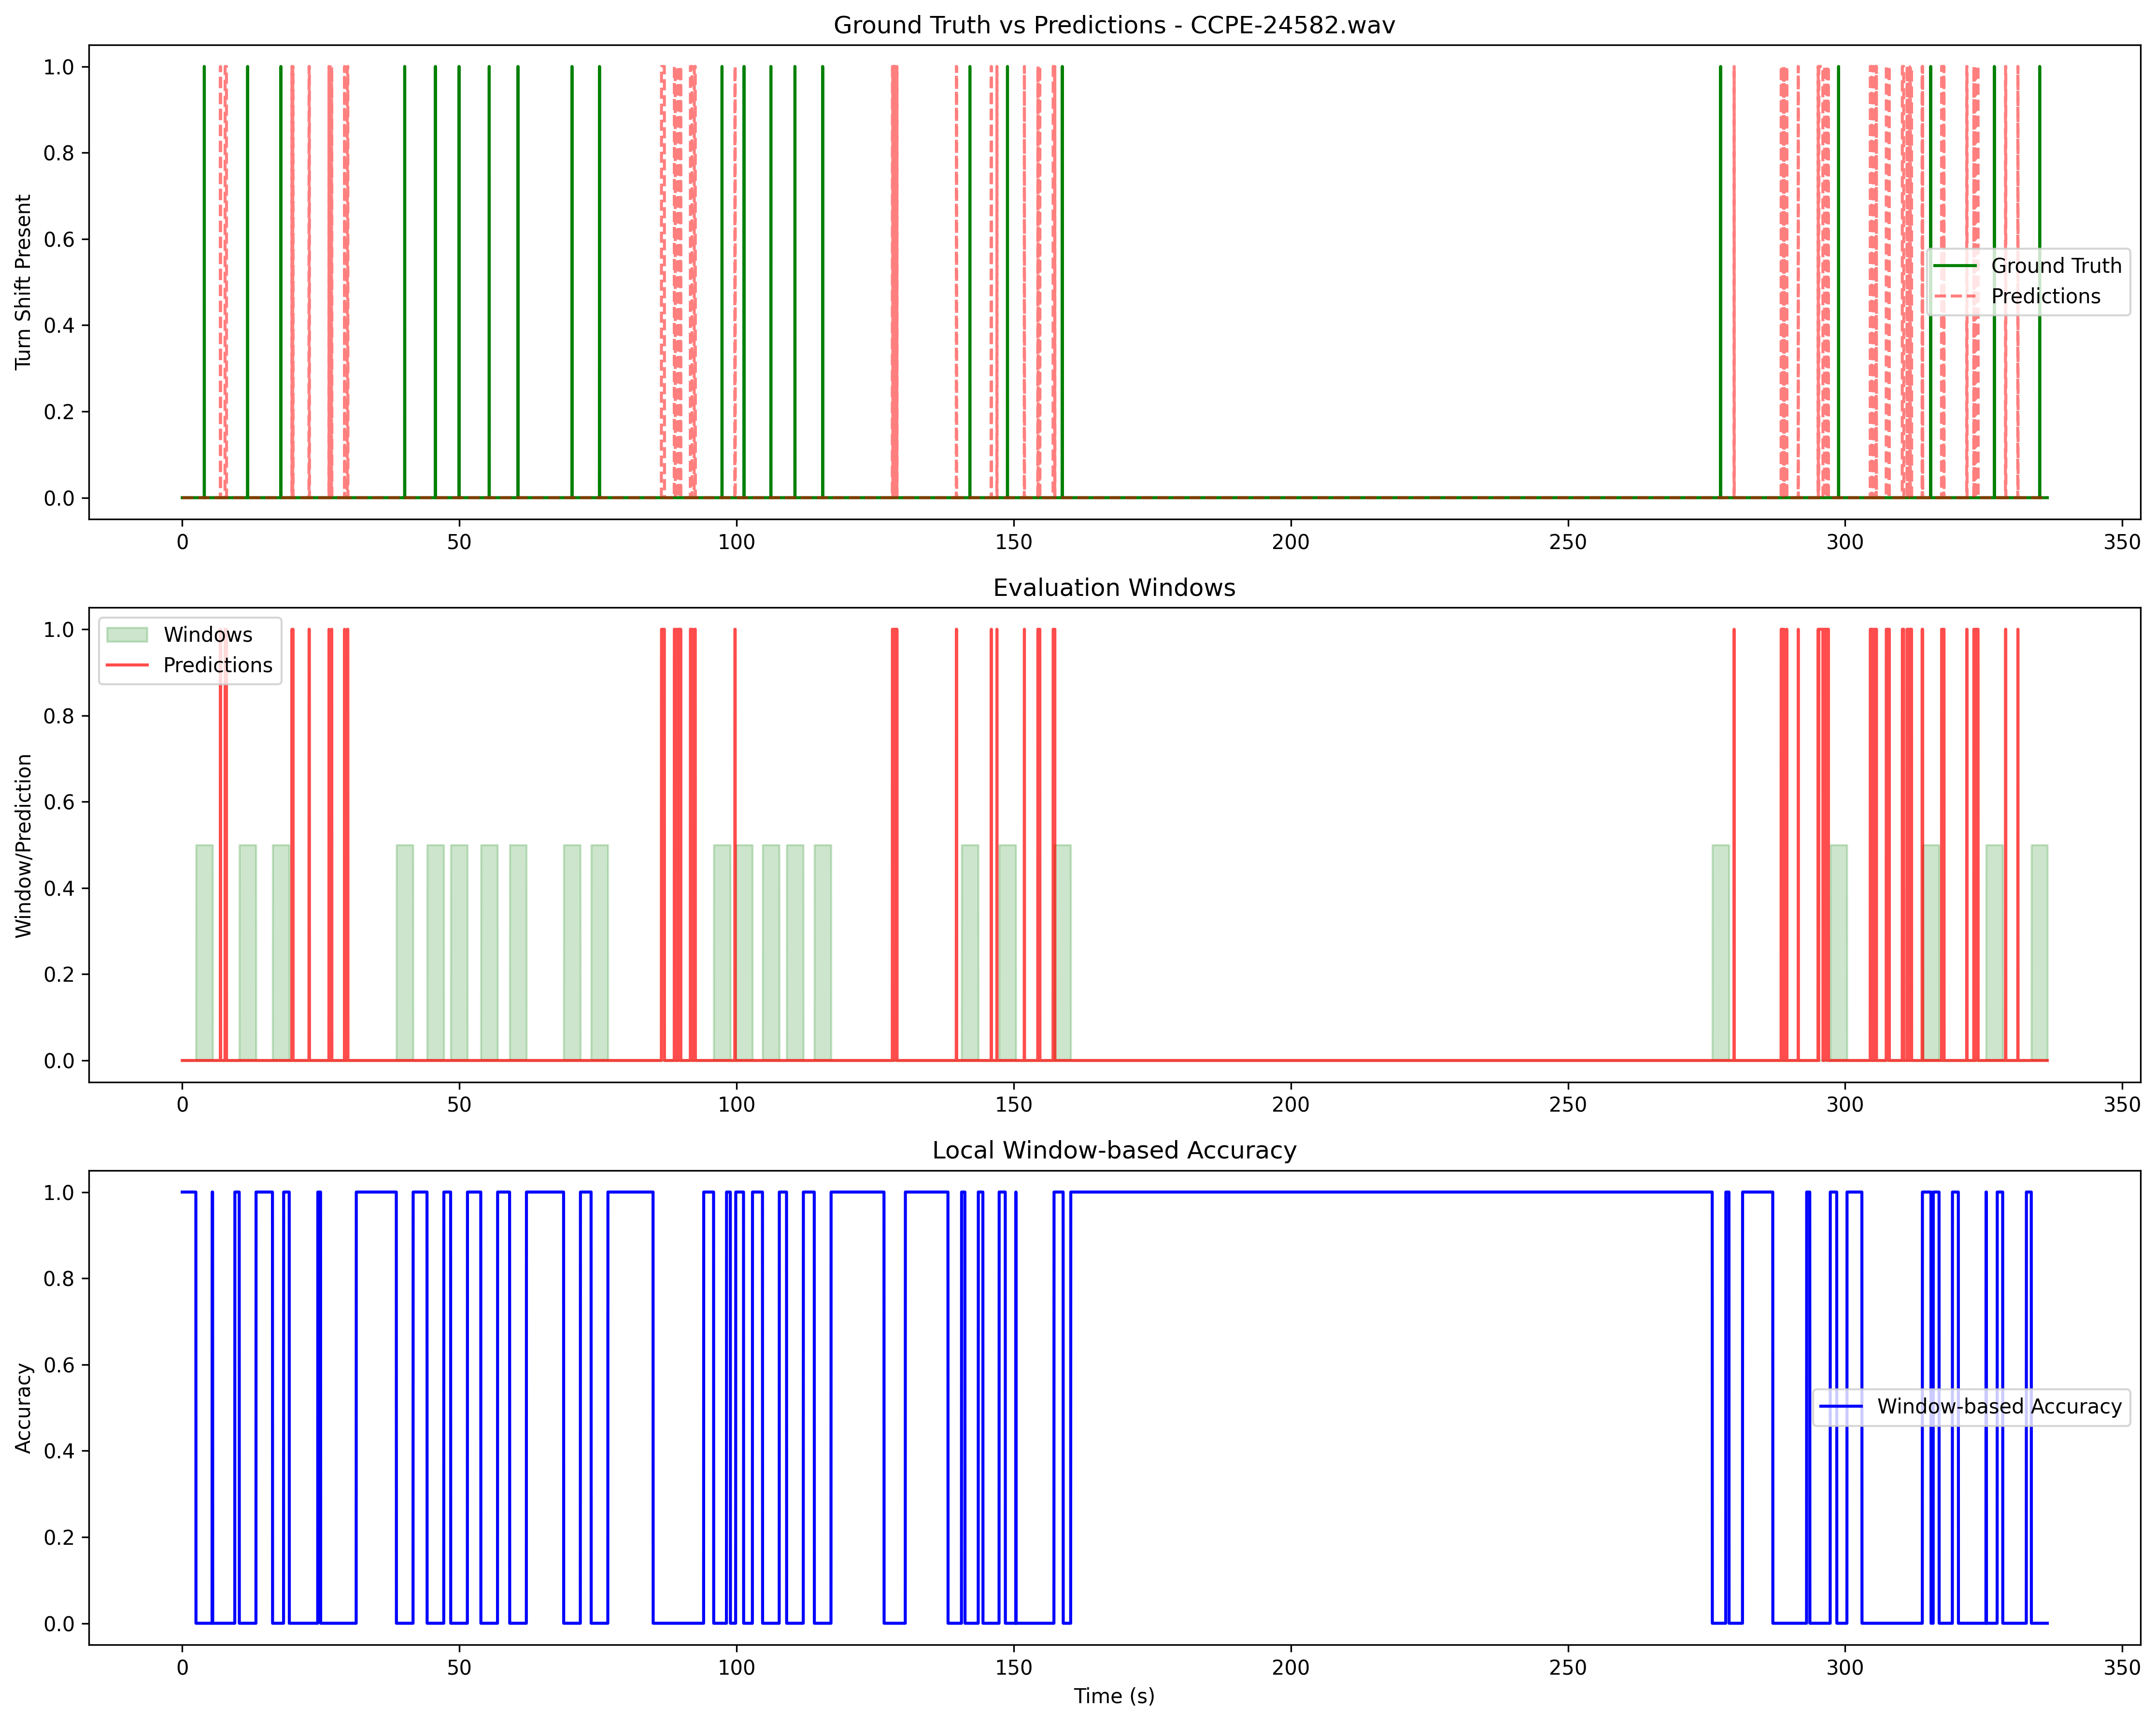 Ground Truth vs Predictions - CCPE-24582.wav
Turn Shift Present
1.0
0.8
0.6
0.4
0.2
0.0
Ground Truth
Predictions
0 50 100 150 200 250 300 350
Evaluation Windows
Window/Prediction
1.0
0.8
0.6
0.4
0.2
0.0
Windows
Predictions
0 50 100 150 200 250 300 350
Local Window-based Accuracy
Accuracy
1.0
0.8
0.6
0.4
0.2
0.0
Window-based Accuracy
0 50 100 150 200 250 300 350
Time (s)